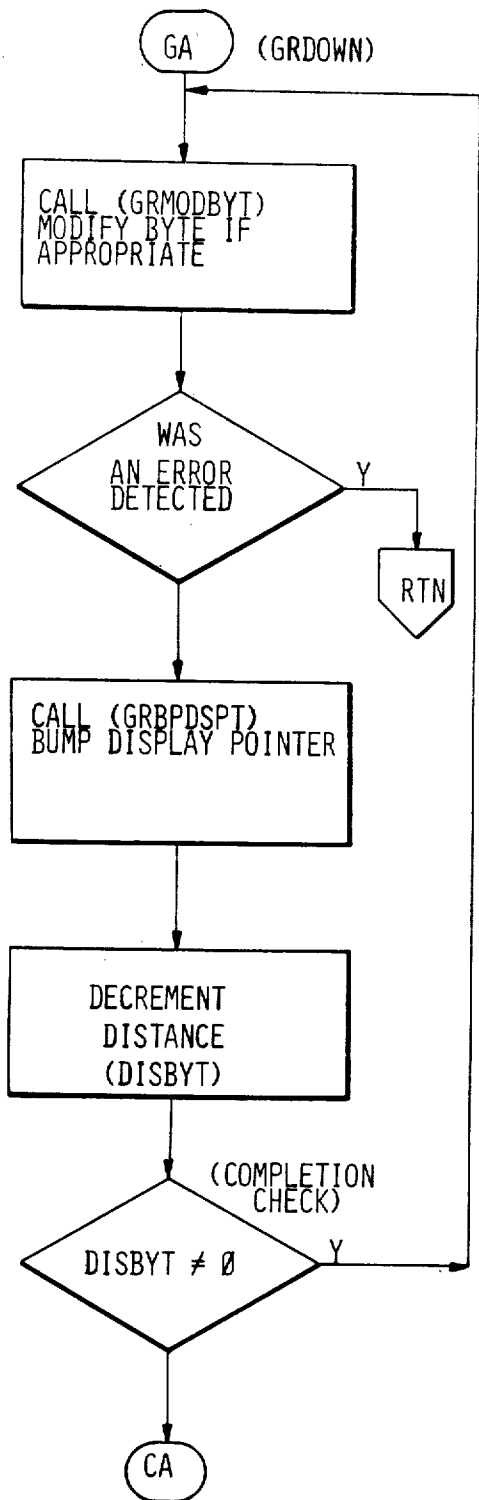 GA (GRDOWN)
CALL (GRMODBYT)
MODIFY BYTE IF
APPROPRIATE
WAS
AN ERROR
DETECTED
Y
RTN
CALL (GRBPDSPT)
BUMP DISPLAY POINTER
DECREMENT
DISTANCE
(DISBYT)
(COMPLETION
CHECK)
DISBYT ≠ Ø
Y
CA